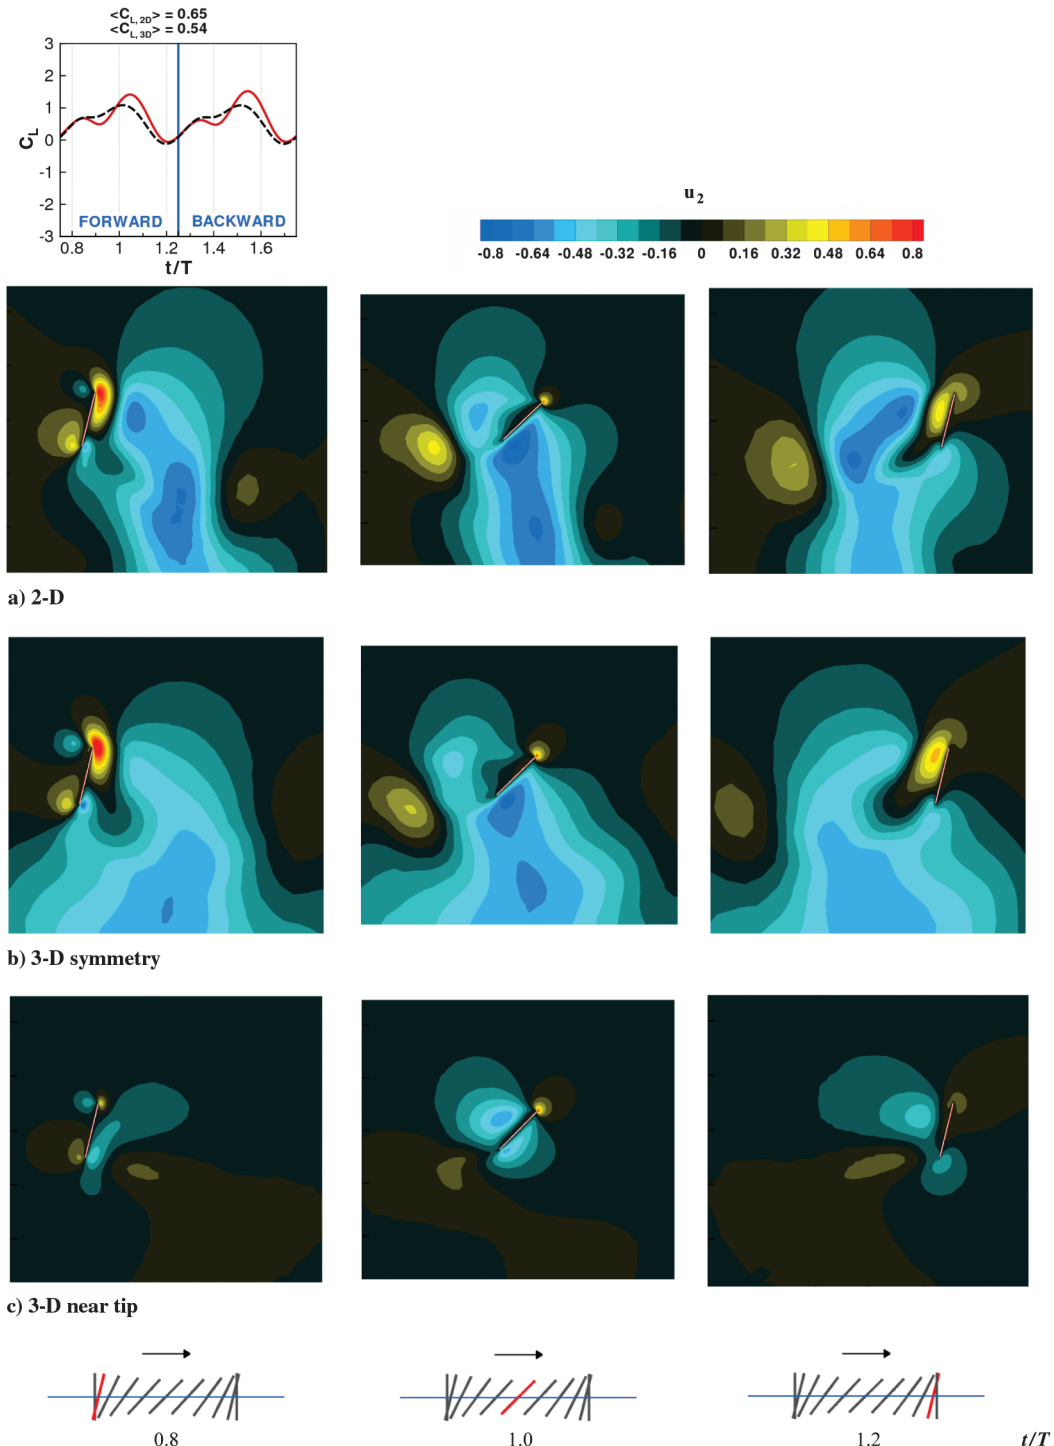 <C_L, 2D> = 0.65
<C_L, 3D> = 0.54
3
2
1
0
-1
-2
-3
C_L
FORWARD BACKWARD
0.8 1 1.2 1.4 1.6
t/T
u_2
-0.8 -0.64 -0.48 -0.32 -0.16 0 0.16 0.32 0.48 0.64 0.8
a) 2-D
b) 3-D symmetry
c) 3-D near tip
0.8 1.0 1.2 t/T